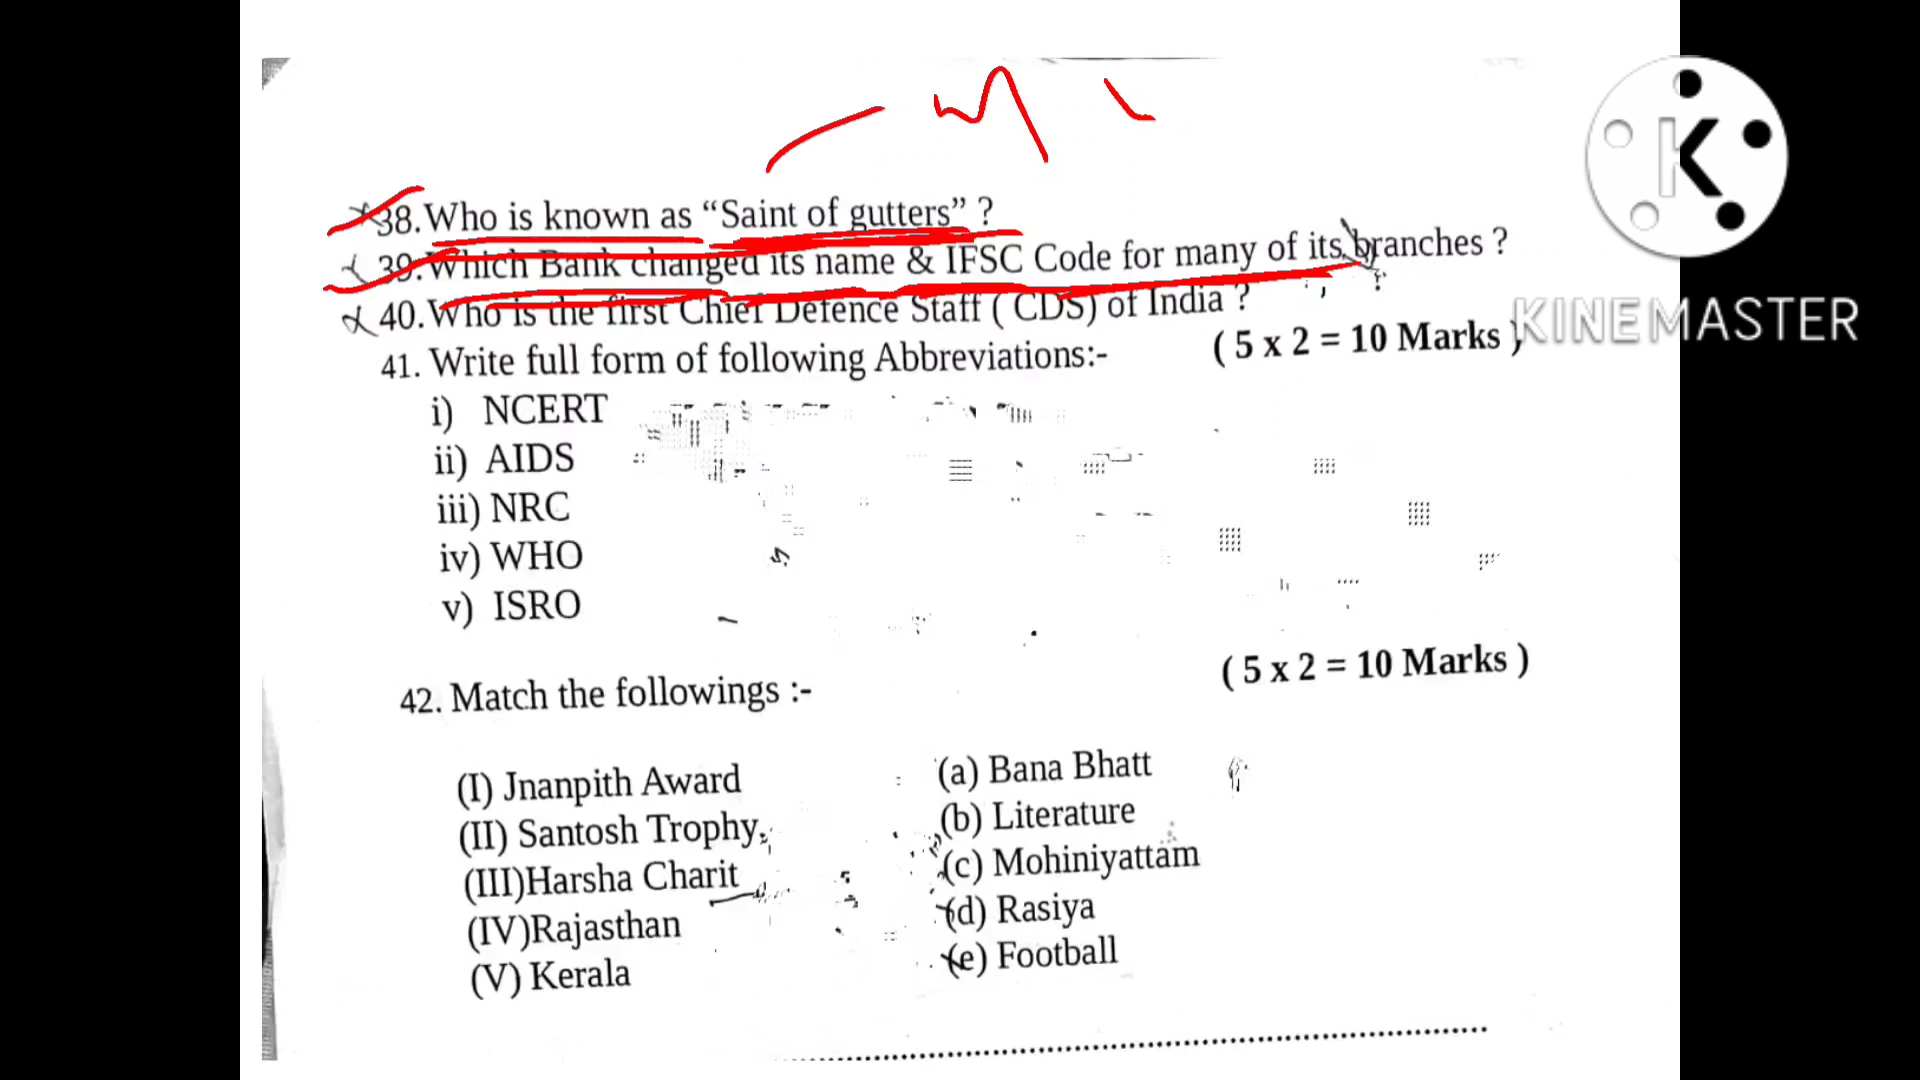 38. Who is known as “Saint of gutters” ?
39. Which Bank changed its name & IFSC Code for many of its branches ?
40. Who is the first Chief Defence Staff ( CDS) of India ?
( 5 x 2 = 10 Marks )
41. Write full form of following Abbreviations:-
i) NCERT
ii) AIDS
iii) NRC
iv) WHO
v) ISRO
( 5 x 2 = 10 Marks )
42. Match the followings :-
(I) Jnanpith Award (a) Bana Bhatt
(II) Santosh Trophy (b) Literature
(III)Harsha Charit (c) Mohiniyattam
(IV)Rajasthan (d) Rasiya
(V) Kerala (e) Football
K
KINEMASTER